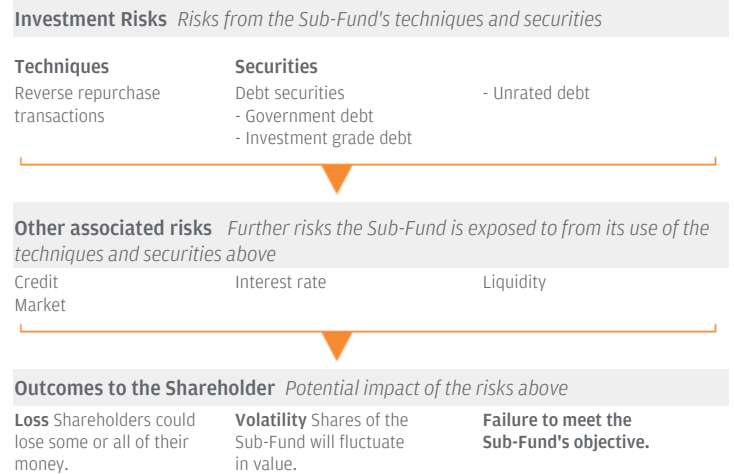 Investment Risks Risks from the Sub-Fund's techniques and securities
Techniques
Reverse repurchase
transactions
Securities
Debt securities
- Government debt
- Investment grade debt
- Unrated debt
Other associated risks Further risks the Sub-Fund is exposed to from its use of the
techniques and securities above
Credit
Market
Interest rate
Liquidity
Outcomes to the Shareholder Potential impact of the risks above
Loss Shareholders could
lose some or all of their
money.
Volatility Shares of the
Sub-Fund will fluctuate
in value.
Failure to meet the
Sub-Fund's objective.